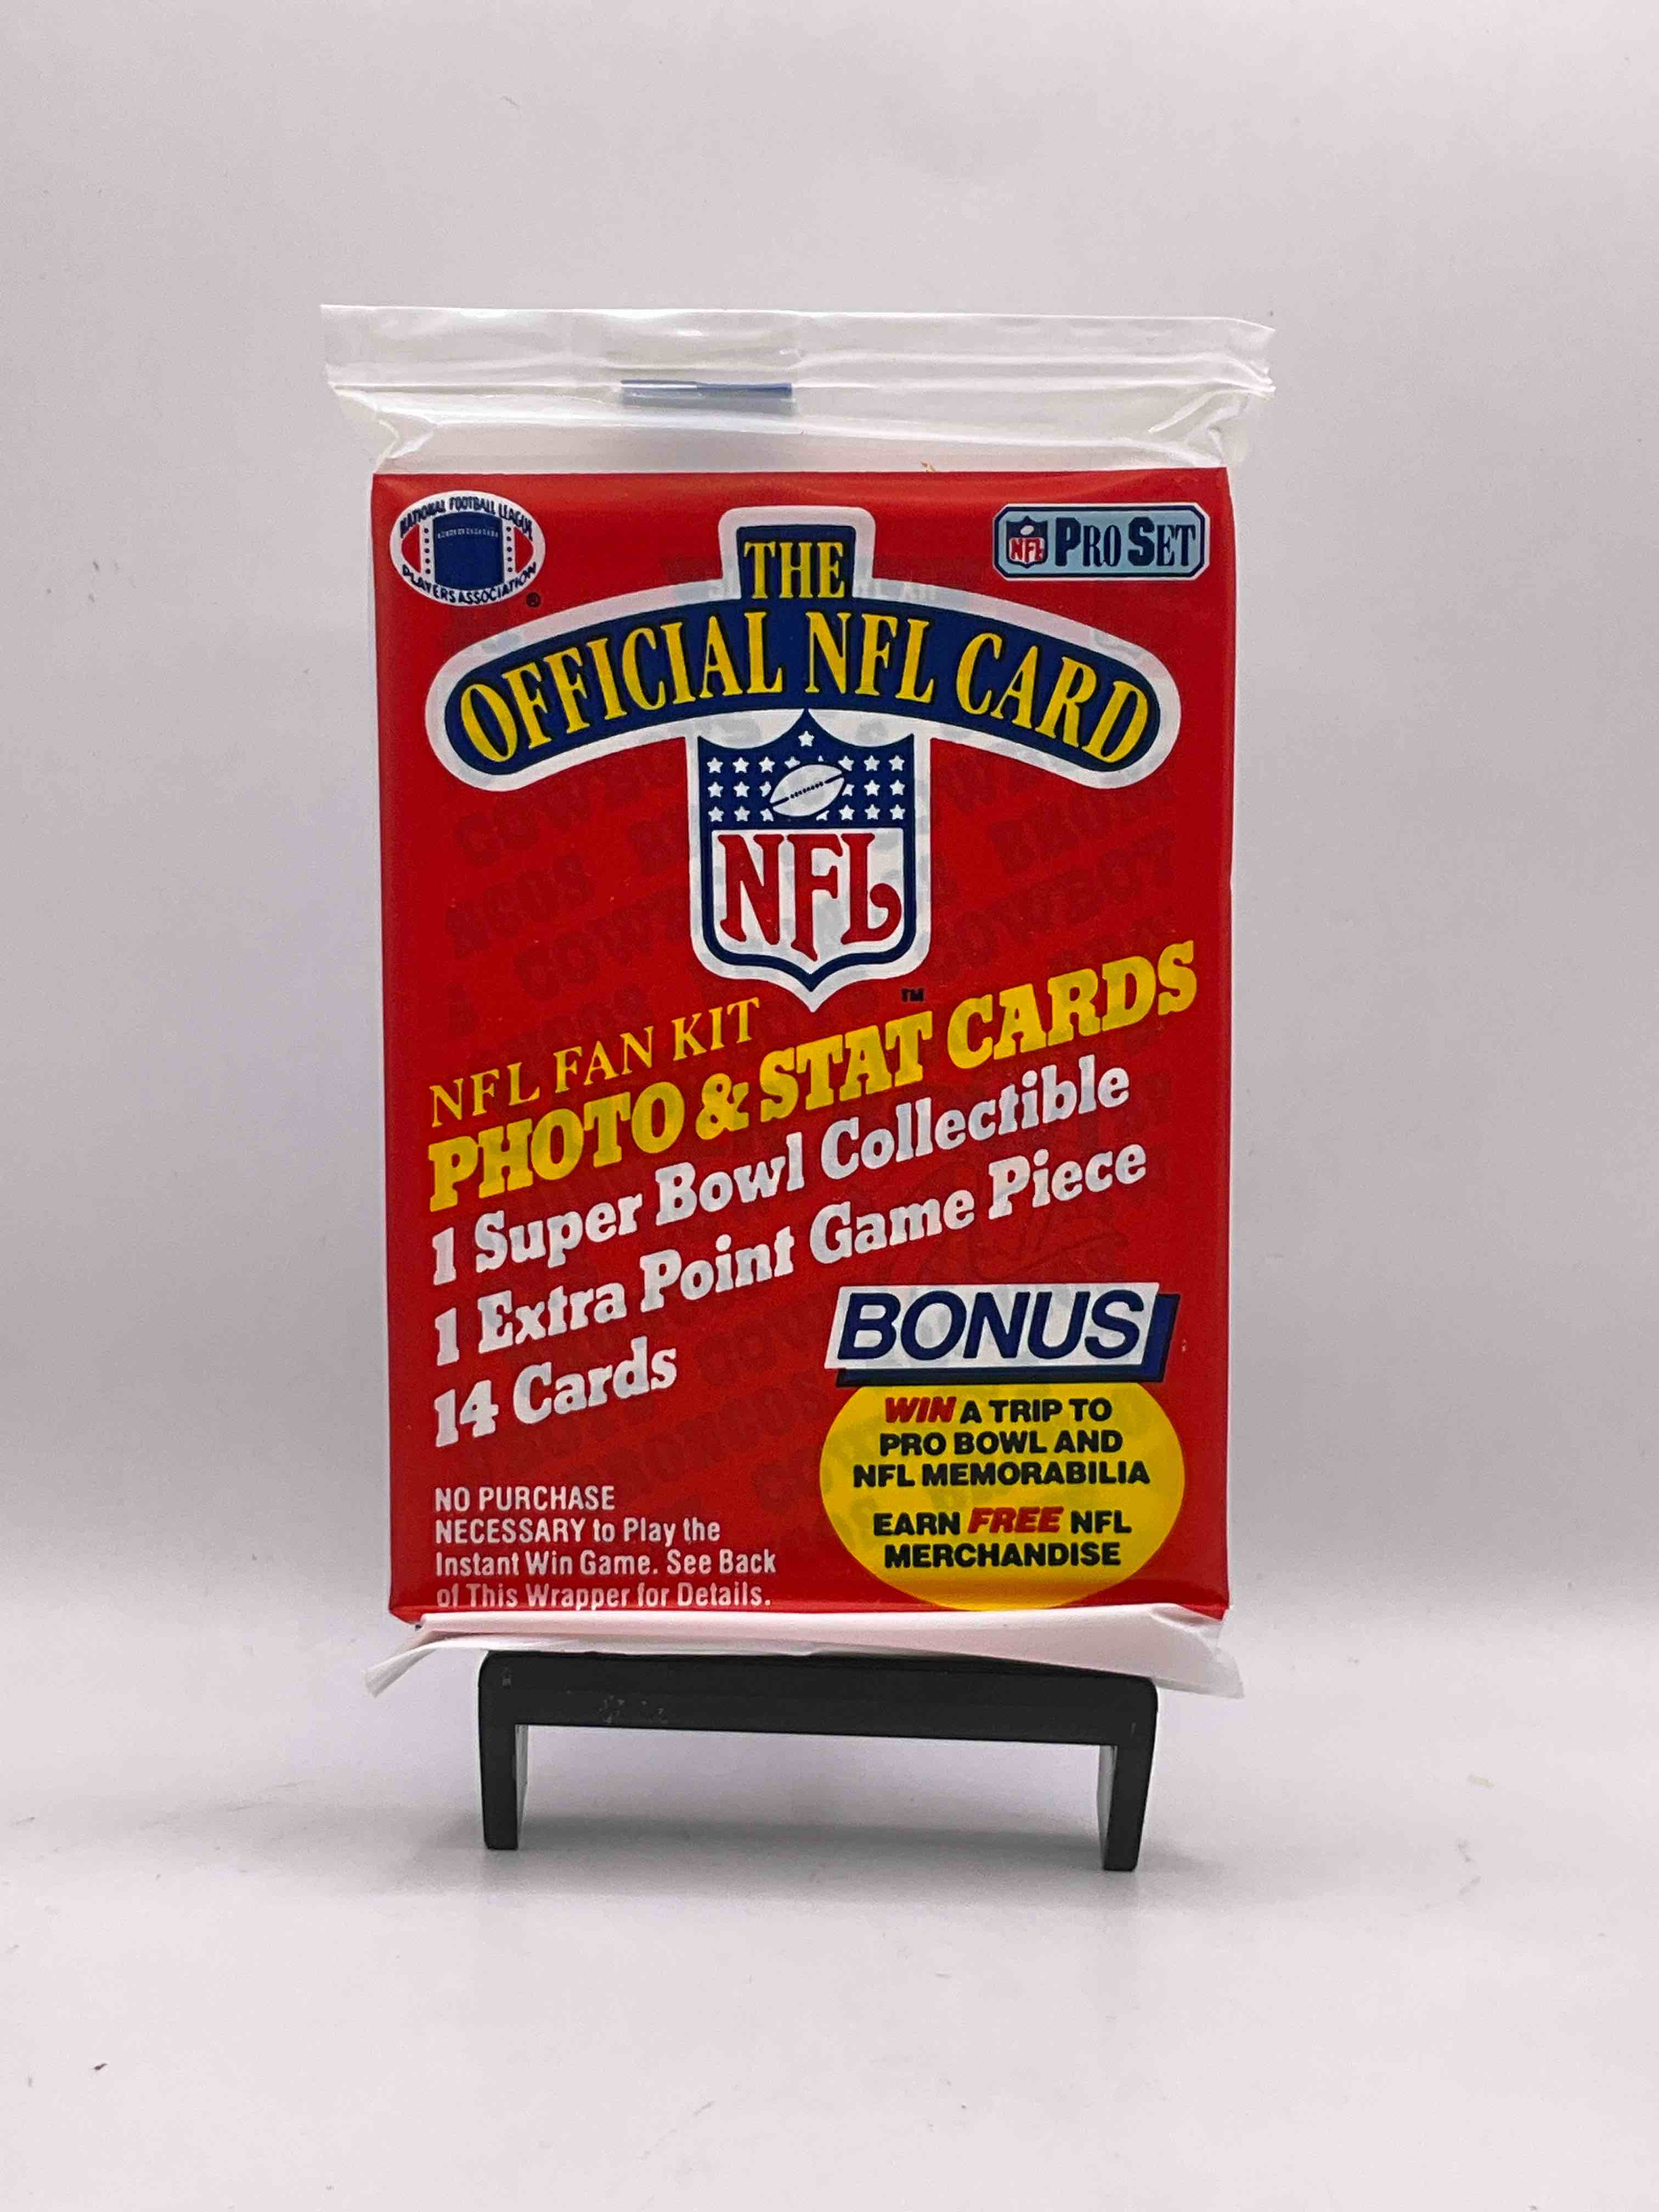 NATIONAL FOOTBALL LEAGUE
PLAYERS ASSOCIATION
®
NFL PRO SET
THE
OFFICIAL NFL CARD
NFL
TM
NFL FAN KIT
PHOTO & STAT CARDS
1 Super Bowl Collectible
1 Extra Point Game Piece
14 Cards
BONUS
WIN A TRIP TO
PRO BOWL AND
NFL MEMORABILIA
EARN FREE NFL
MERCHANDISE
NO PURCHASE
NECESSARY to Play the
Instant Win Game. See Back
of This Wrapper for Details.